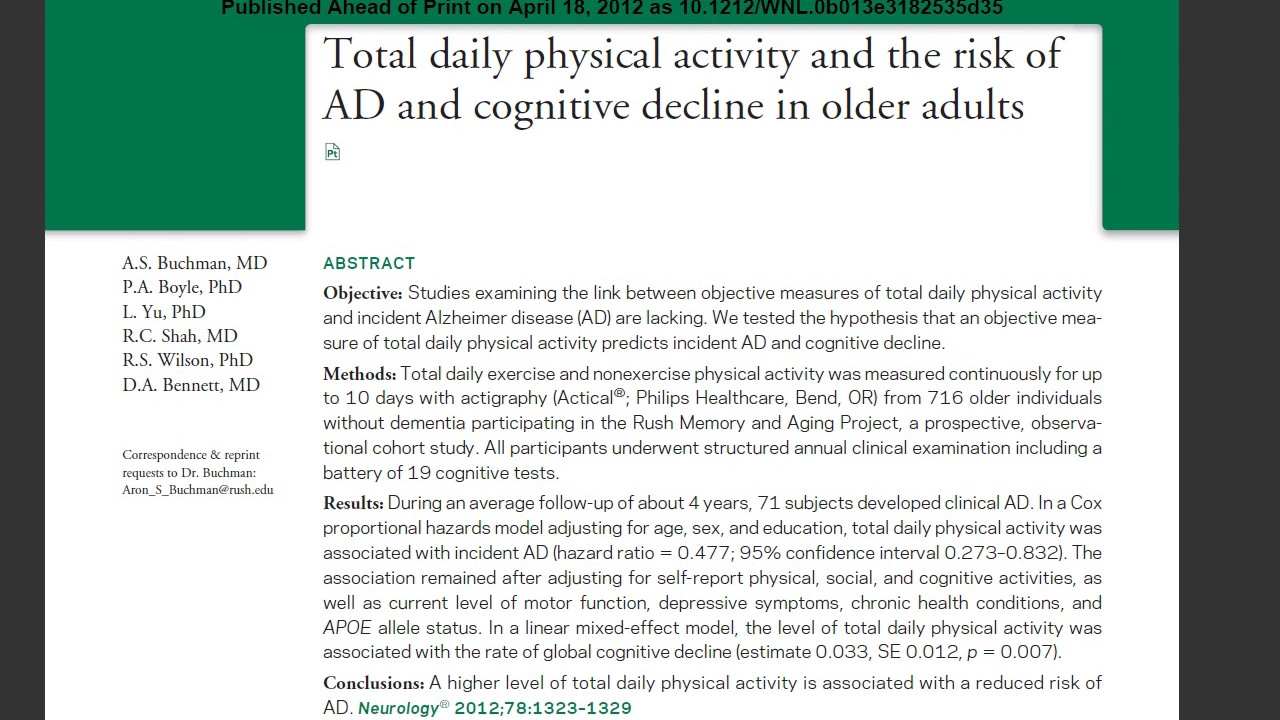 Published Ahead of Print on April 18, 2012 as 10.1212/WNL.0b013e3182535d35
Total daily physical activity and the risk of
AD and cognitive decline in older adults
Pt
A.S. Buchman, MD
P.A. Boyle, PhD
L. Yu, PhD
R.C. Shah, MD
R.S. Wilson, PhD
D.A. Bennett, MD
Correspondence & reprint
requests to Dr. Buchman:
Aron_S_Buchman@rush.edu
ABSTRACT
Objective: Studies examining the link between objective measures of total daily physical activity
and incident Alzheimer disease (AD) are lacking. We tested the hypothesis that an objective mea-
sure of total daily physical activity predicts incident AD and cognitive decline.
Methods: Total daily exercise and nonexercise physical activity was measured continuously for up
to 10 days with actigraphy (Actical®; Philips Healthcare, Bend, OR) from 716 older individuals
without dementia participating in the Rush Memory and Aging Project, a prospective, observa-
tional cohort study. All participants underwent structured annual clinical examination including a
battery of 19 cognitive tests.
Results: During an average follow-up of about 4 years, 71 subjects developed clinical AD. In a Cox
proportional hazards model adjusting for age, sex, and education, total daily physical activity was
associated with incident AD (hazard ratio = 0.477; 95% confidence interval 0.273–0.832). The
association remained after adjusting for self-report physical, social, and cognitive activities, as
well as current level of motor function, depressive symptoms, chronic health conditions, and
APOE allele status. In a linear mixed-effect model, the level of total daily physical activity was
associated with the rate of global cognitive decline (estimate 0.033, SE 0.012, p = 0.007).
Conclusions: A higher level of total daily physical activity is associated with a reduced risk of
AD. Neurology® 2012;78:1323–1329